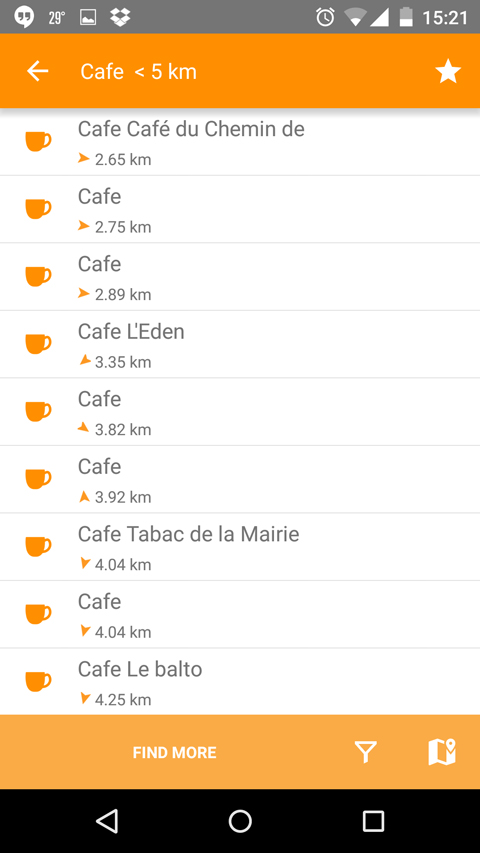 29°
15:21
Cafe < 5 km
Cafe Café du Chemin de
2.65 km
Cafe
2.75 km
Cafe
2.89 km
Cafe L'Eden
3.35 km
Cafe
3.82 km
Cafe
3.92 km
Cafe Tabac de la Mairie
4.04 km
Cafe
4.04 km
Cafe Le balto
4.25 km
FIND MORE